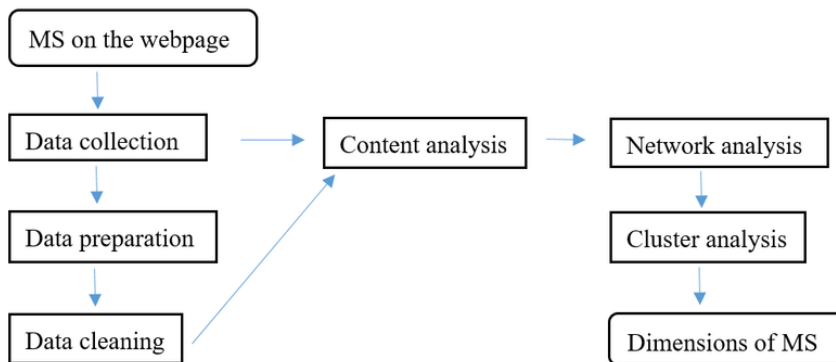 MS on the webpage
Data collection
Data preparation
Data cleaning
Content analysis
Network analysis
Cluster analysis
Dimensions of MS